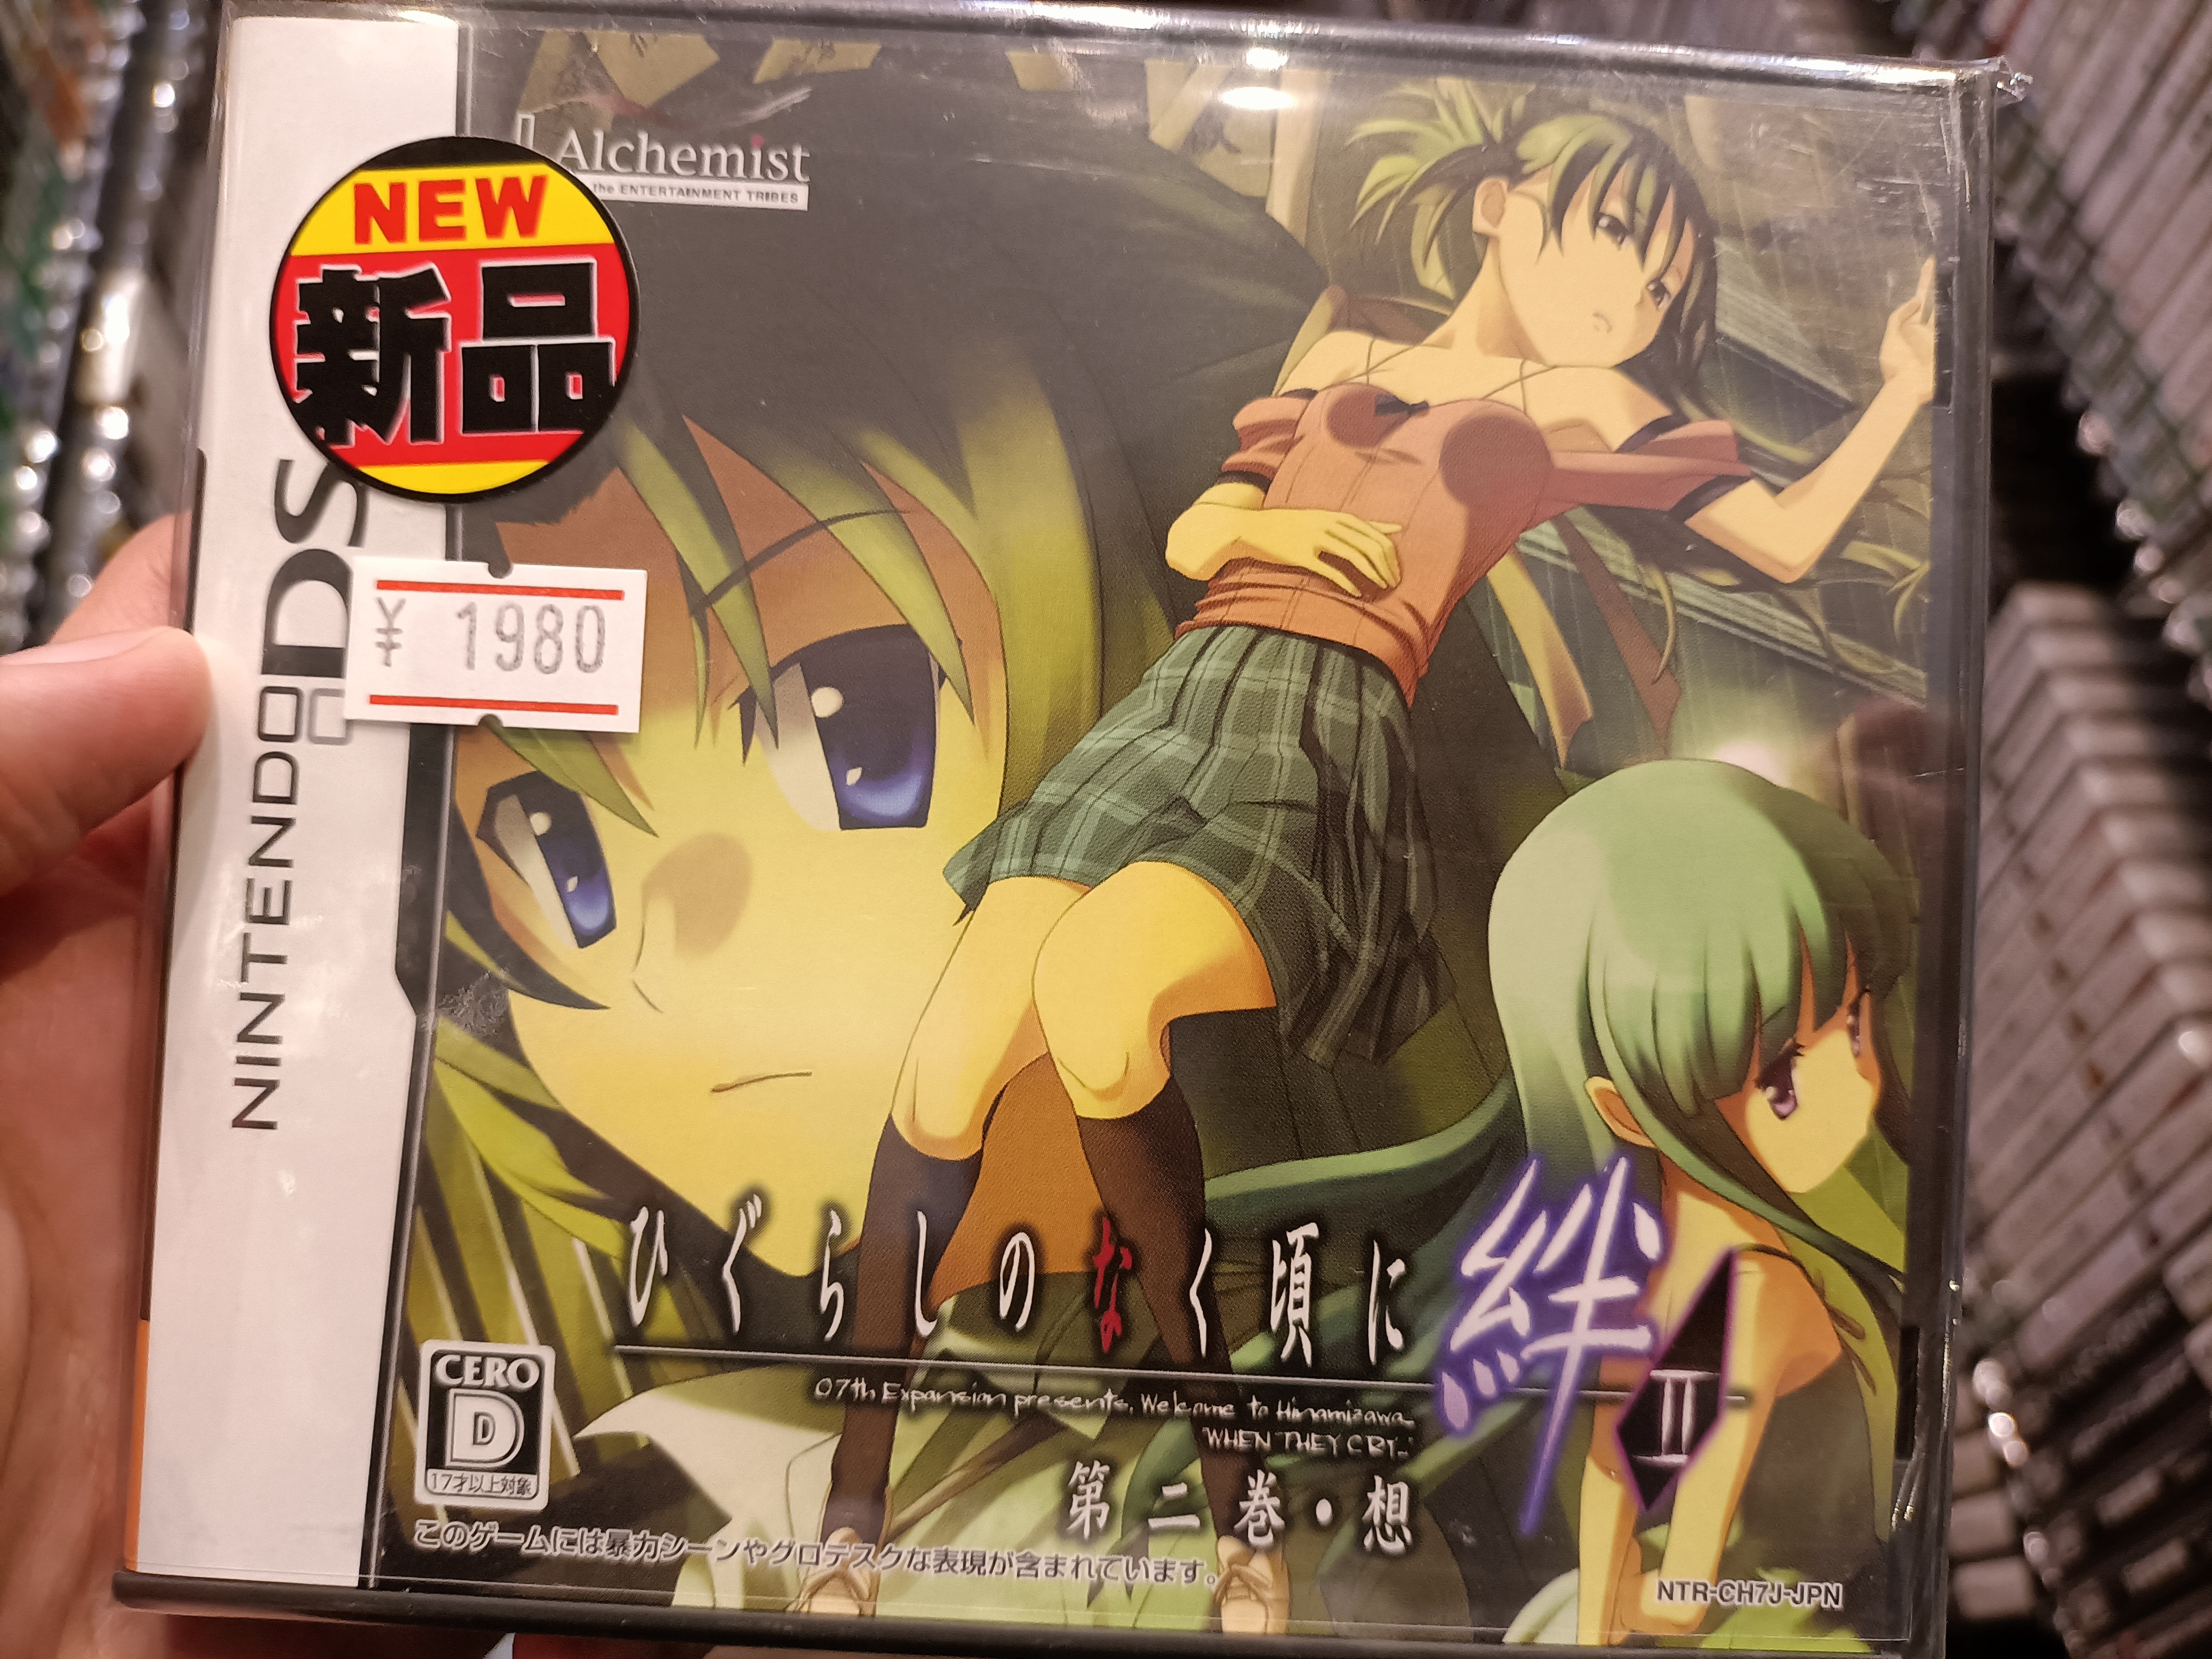 Alchemist
the ENTERTAINMENT TRIBES
NEW
新品
¥ 1980
NINTENDO DS
ひぐらしのなく頃に 絆
II
07th Expansion presents. Welcome to Hinamizawa...
"WHEN THEY CRY..."
第二巻・想
CERO
D
17才以上対象
このゲームには暴力シーンやグロテスクな表現が含まれています。
NTR-CH7J-JPN